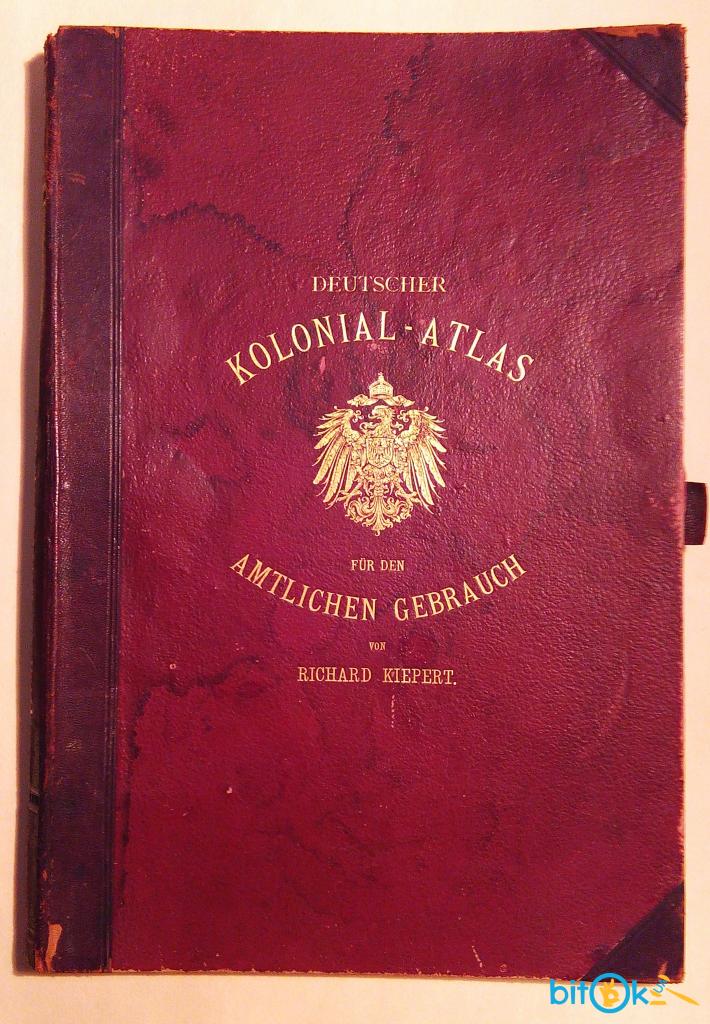 DEUTSCHER
KOLONIAL-ATLAS
FÜR DEN
AMTLICHEN GEBRAUCH
VON
RICHARD KIEPERT.
bitok